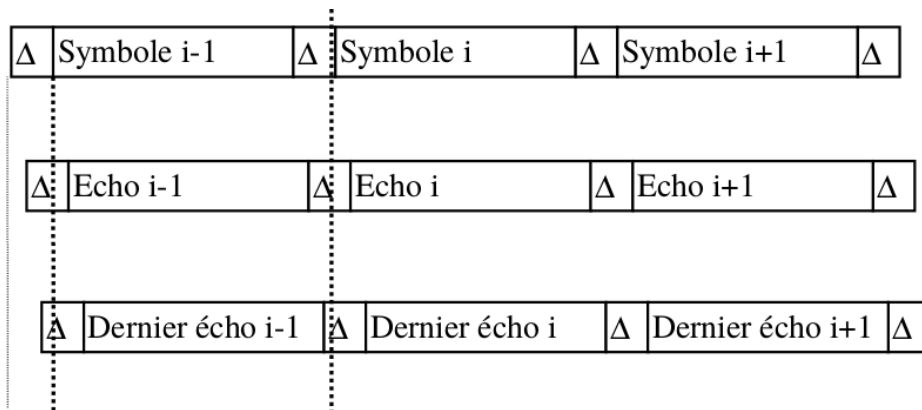 Δ Symbole i-1 Δ Symbole i Δ Symbole i+1 Δ
Δ Echo i-1 Δ Echo i Δ Echo i+1 Δ
Δ Dernier écho i-1 Δ Dernier écho i Δ Dernier écho i+1 Δ